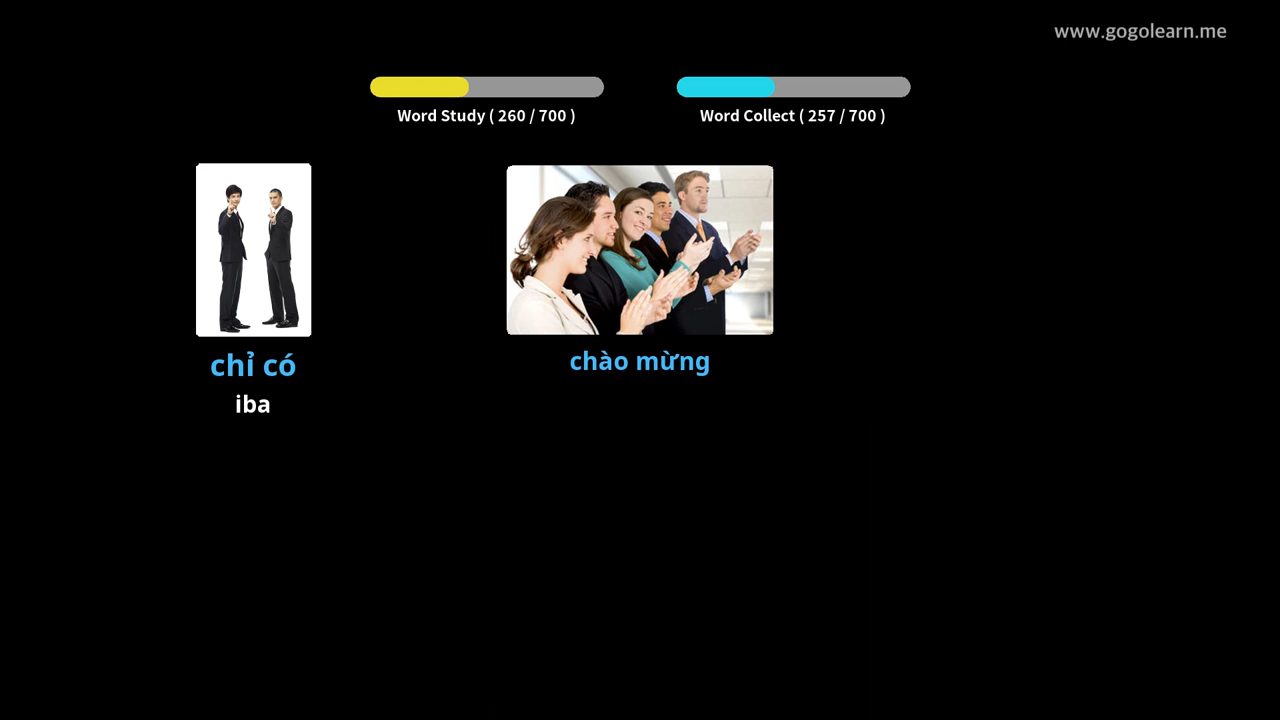 www.gogolearn.me
Word Study ( 260 / 700 )
Word Collect ( 257 / 700 )
chỉ có
iba
chào mừng